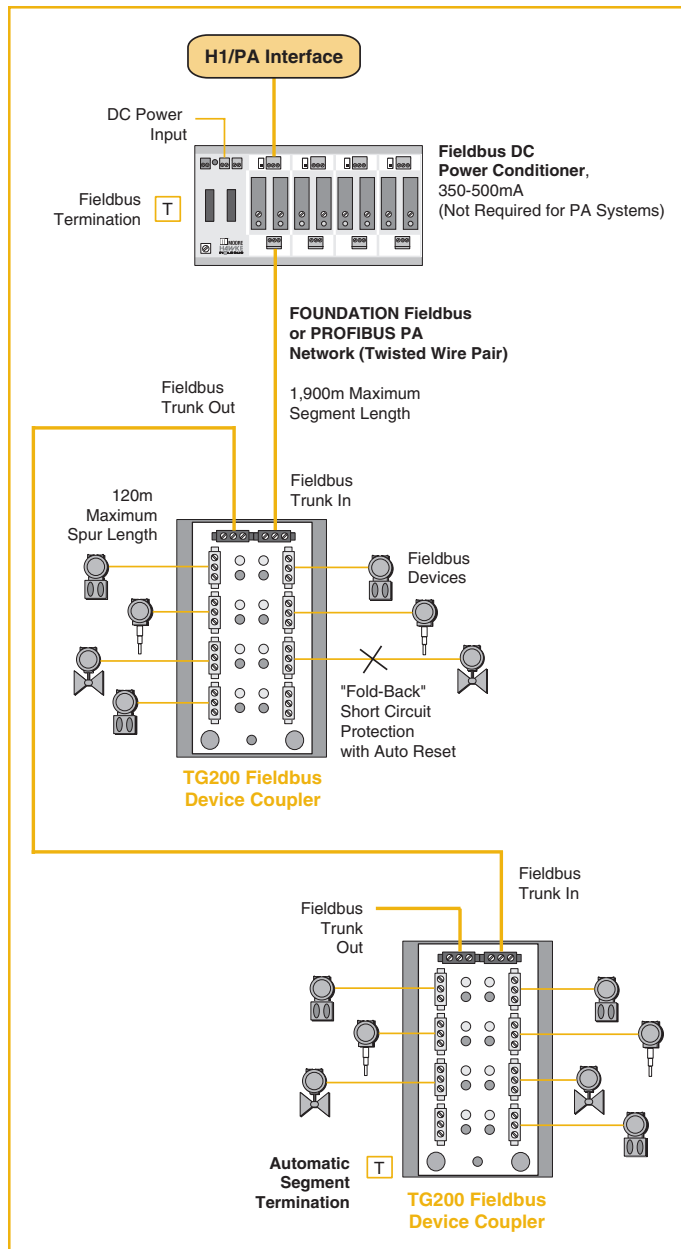 H1/PA Interface
DC Power
Input
Fieldbus DC
Power Conditioner,
350-500mA
(Not Required for PA Systems)
Fieldbus
Termination
T
MOORE
HAWKE
FIELDBUS
FOUNDATION Fieldbus
or PROFIBUS PA
Network (Twisted Wire Pair)
1,900m Maximum
Segment Length
Fieldbus
Trunk Out
Fieldbus
Trunk In
120m
Maximum
Spur Length
Fieldbus
Devices
"Fold-Back"
Short Circuit
Protection
with Auto Reset
TG200 Fieldbus
Device Coupler
Fieldbus
Trunk In
Fieldbus
Trunk
Out
Automatic
Segment
Termination
T
TG200 Fieldbus
Device Coupler